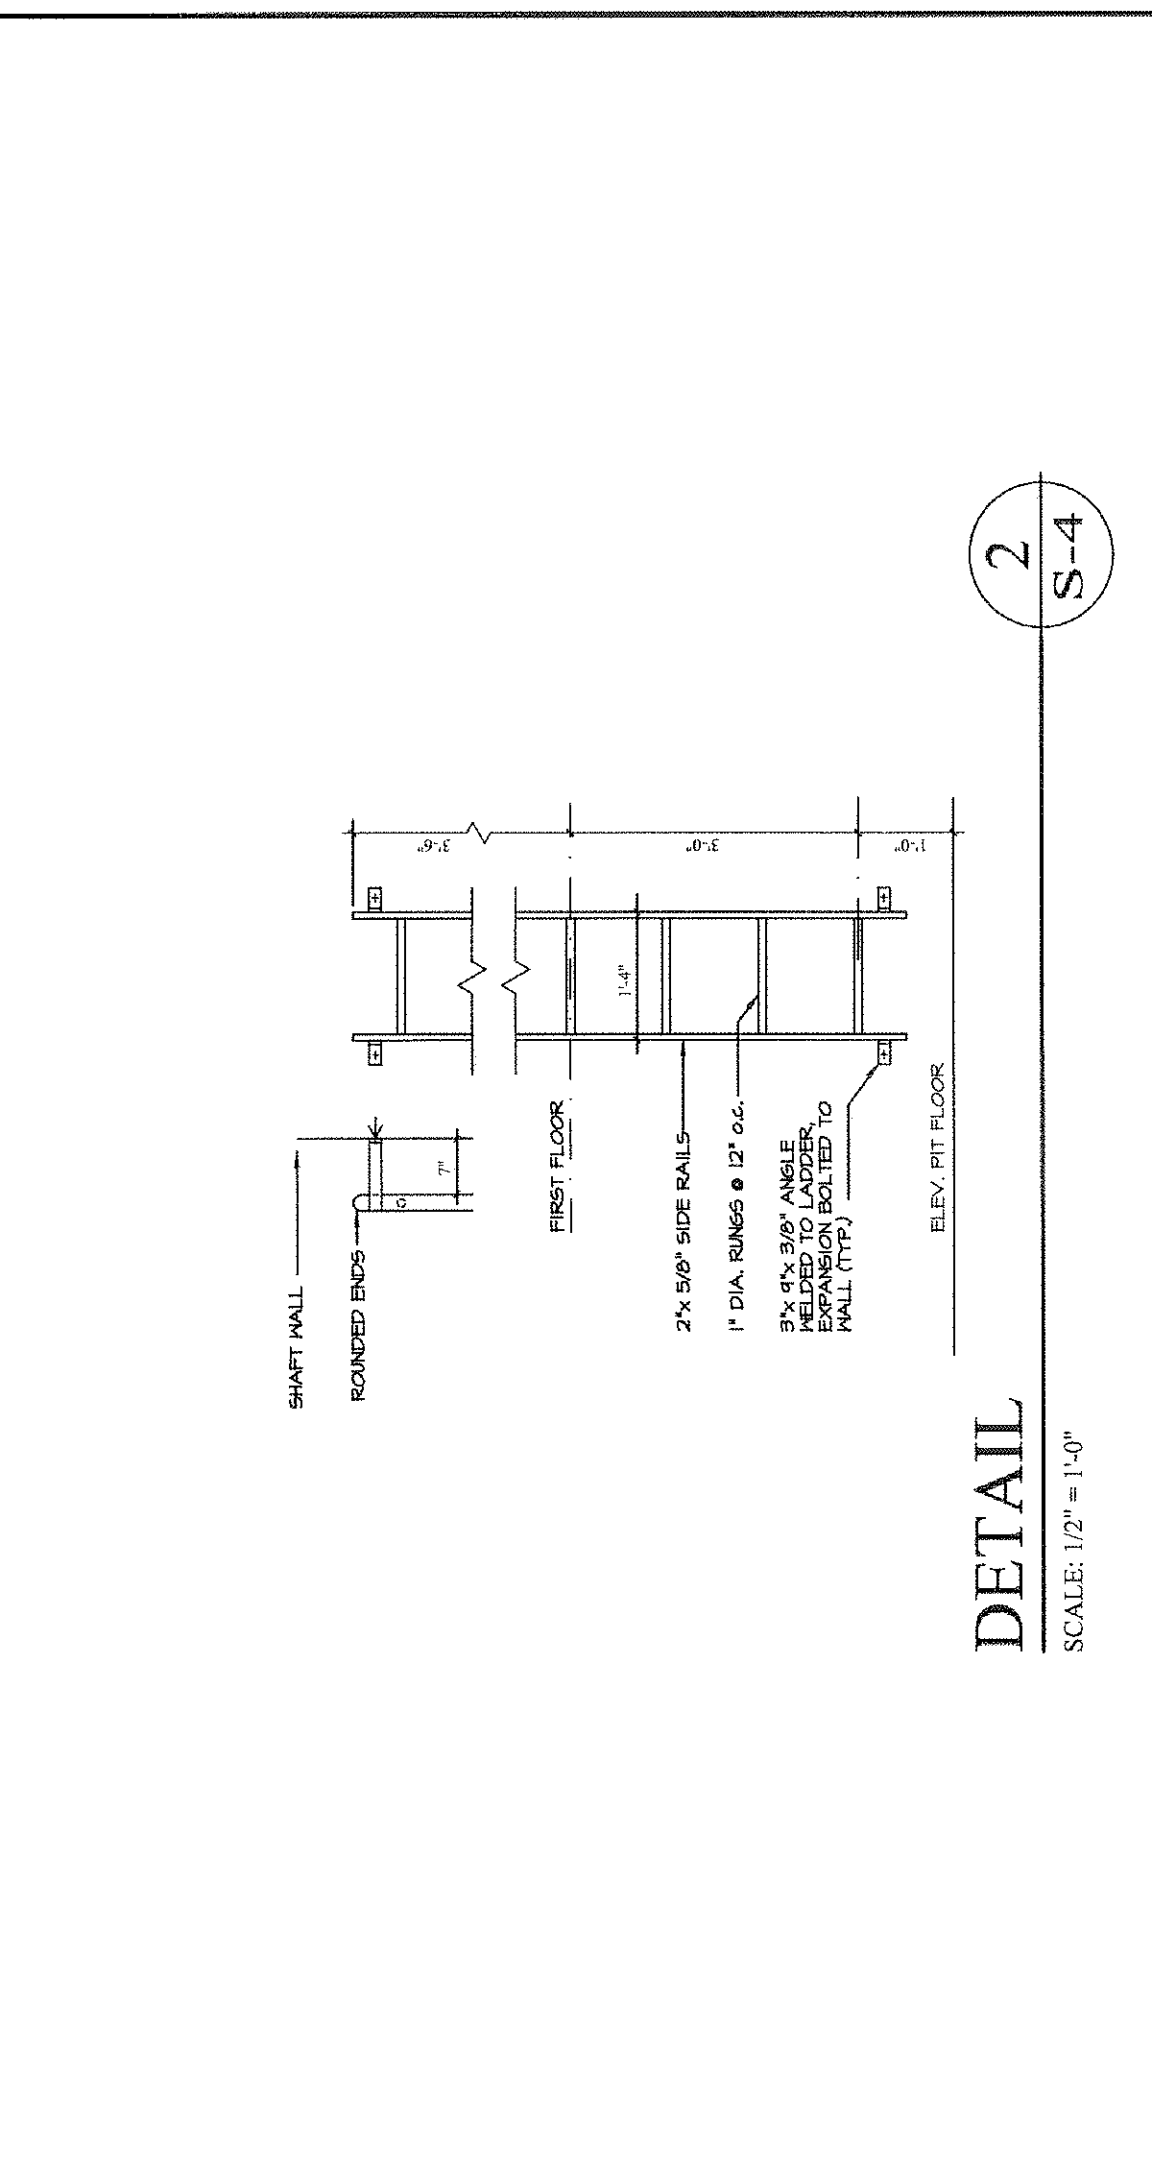 SHAFT WALL
ROUNDED ENDS
7"
3'-6"
FIRST FLOOR
1'-4"
3'-0"
2"x 5/8" SIDE RAILS
1" DIA. RUNGS @ 12" o.c.
3"x 9"x 3/8" ANGLE
WELDED TO LADDER,
EXPANSION BOLTED TO
WALL (TYP.)
1'-0"
ELEV. PIT FLOOR
DETAIL
SCALE: 1/2" = 1'-0"
2
S-4